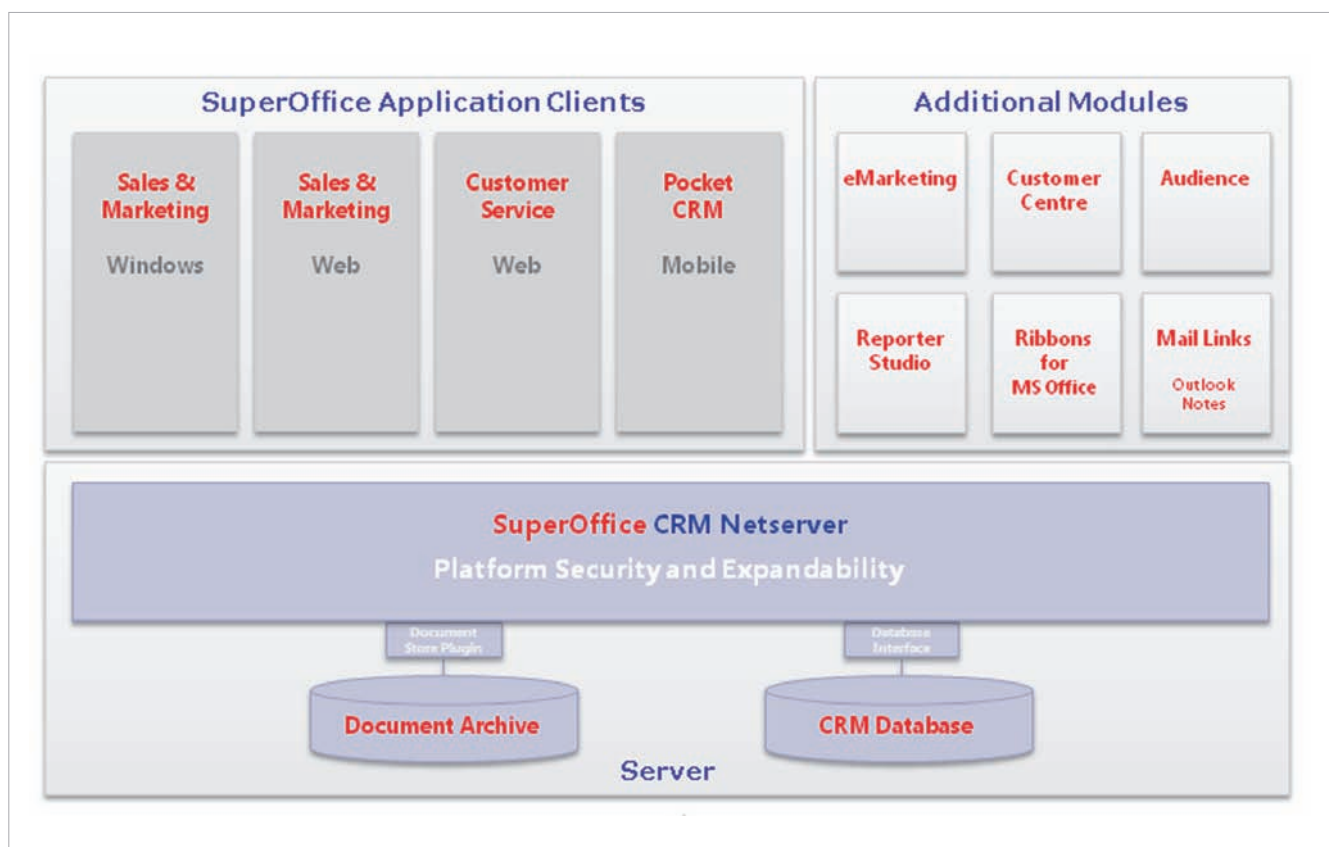 SuperOffice Application Clients
Sales &
Marketing
Windows
Sales &
Marketing
Web
Customer
Service
Web
Pocket
CRM
Mobile
Additional Modules
eMarketing
Customer
Centre
Audience
Reporter
Studio
Ribbons
for
MS Office
Mail Links
Outlook
Notes
SuperOffice CRM Netserver
Platform Security and Expandability
Document
Store Plugin
Database
Interface
Document Archive
CRM Database
Server